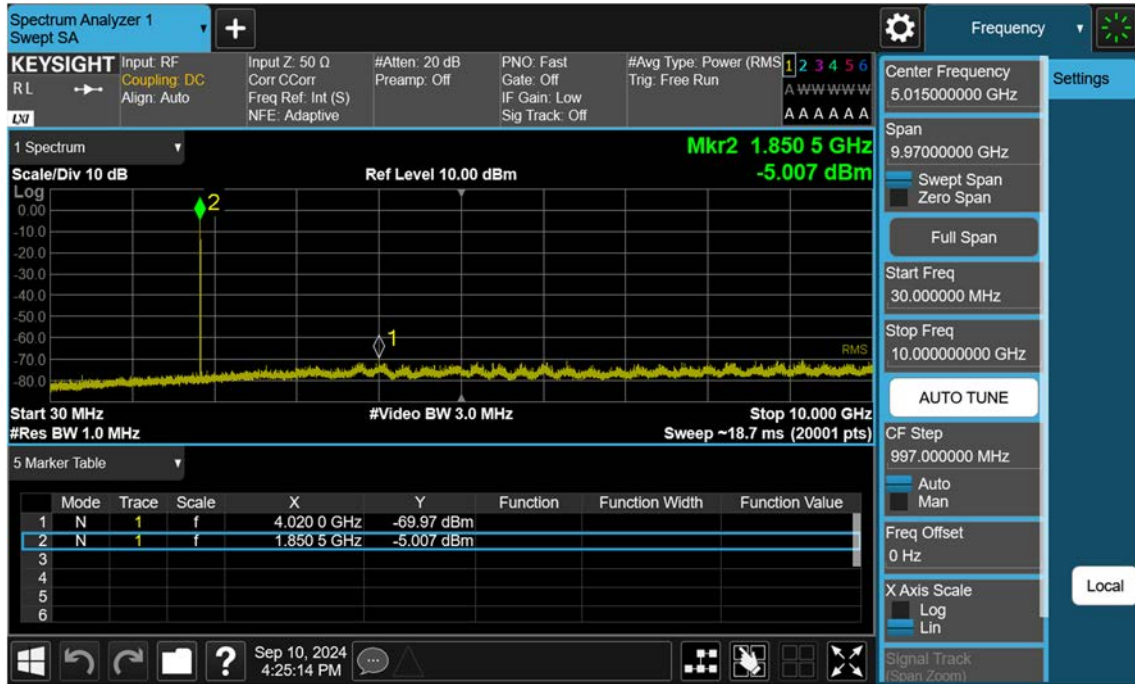 Spectrum Analyzer 1
Swept SA
Frequency
KEYSIGHT
RL
LXI
Input: RF
Coupling: DC
Align: Auto
Input Z: 50 Ω
Corr CCorr
Freq Ref: Int (S)
NFE: Adaptive
#Atten: 20 dB
Preamp: Off
PNO: Fast
Gate: Off
IF Gain: Low
Sig Track: Off
#Avg Type: Power (RMS
Trig: Free Run
1 2 3 4 5 6
A W W W W W
A A A A A A
1 Spectrum
Mkr2 1.850 5 GHz
-5.007 dBm
Scale/Div 10 dB
Ref Level 10.00 dBm
Log
0.00
-10.0
-20.0
-30.0
-40.0
-50.0
-60.0
-70.0
-80.0
2
1
RMS
Start 30 MHz
#Video BW 3.0 MHz
Stop 10.000 GHz
#Res BW 1.0 MHz
Sweep ~18.7 ms (20001 pts)
5 Marker Table
Mode Trace Scale X Y Function Function Width Function Value
1 N 1 f 4.020 0 GHz -69.97 dBm
2 N 1 f 1.850 5 GHz -5.007 dBm
3
4
5
6
Sep 10, 2024
4:25:14 PM
Center Frequency
5.015000000 GHz
Span
9.97000000 GHz
Swept Span
Zero Span
Full Span
Start Freq
30.000000 MHz
Stop Freq
10.000000000 GHz
AUTO TUNE
CF Step
997.000000 MHz
Auto
Man
Freq Offset
0 Hz
X Axis Scale
Log
Lin
Signal Track
(Span Zoom)
Settings
Local